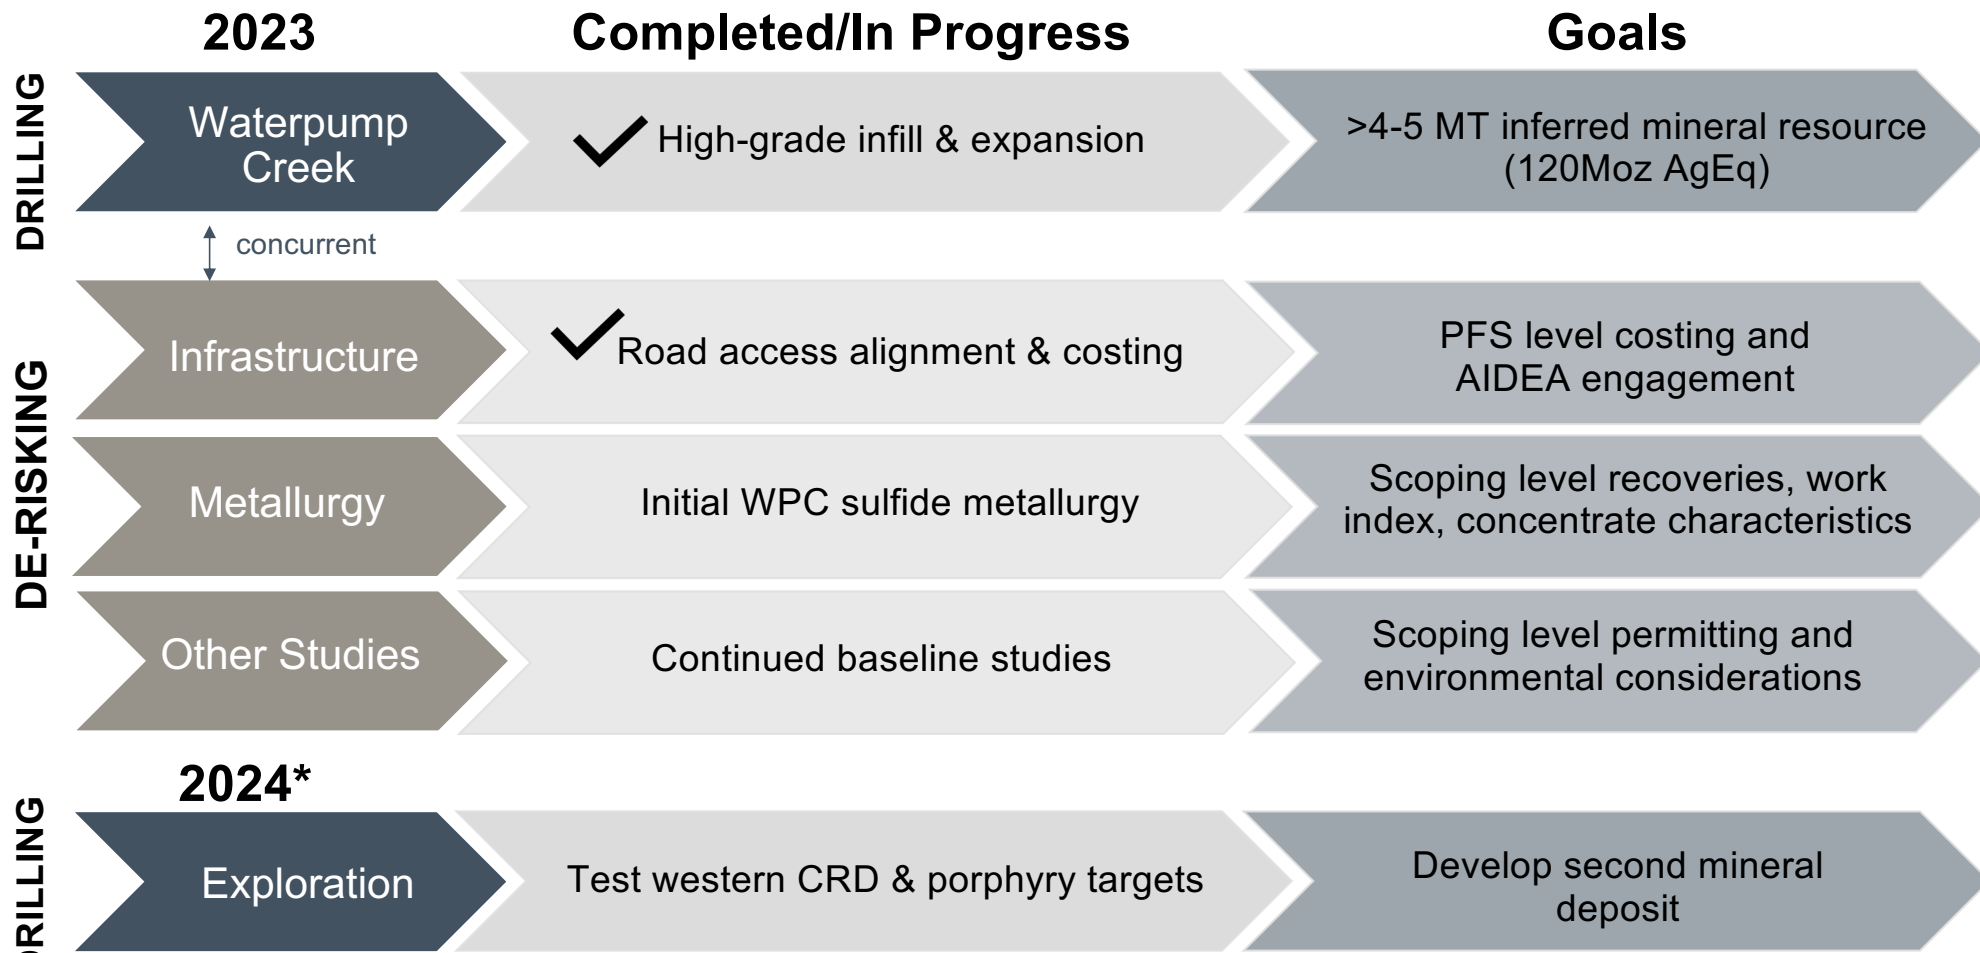 2023
Completed/In Progress
Goals
DRILLING
Waterpump
Creek
High-grade infill & expansion
>4-5 MT inferred mineral resource
(120Moz AgEq)
concurrent
DE-RISKING
Infrastructure
Road access alignment & costing
PFS level costing and
AIDEA engagement
Metallurgy
Initial WPC sulfide metallurgy
Scoping level recoveries, work
index, concentrate characteristics
Other Studies
Continued baseline studies
Scoping level permitting and
environmental considerations
2024*
DRILLING
Exploration
Test western CRD & porphyry targets
Develop second mineral
deposit